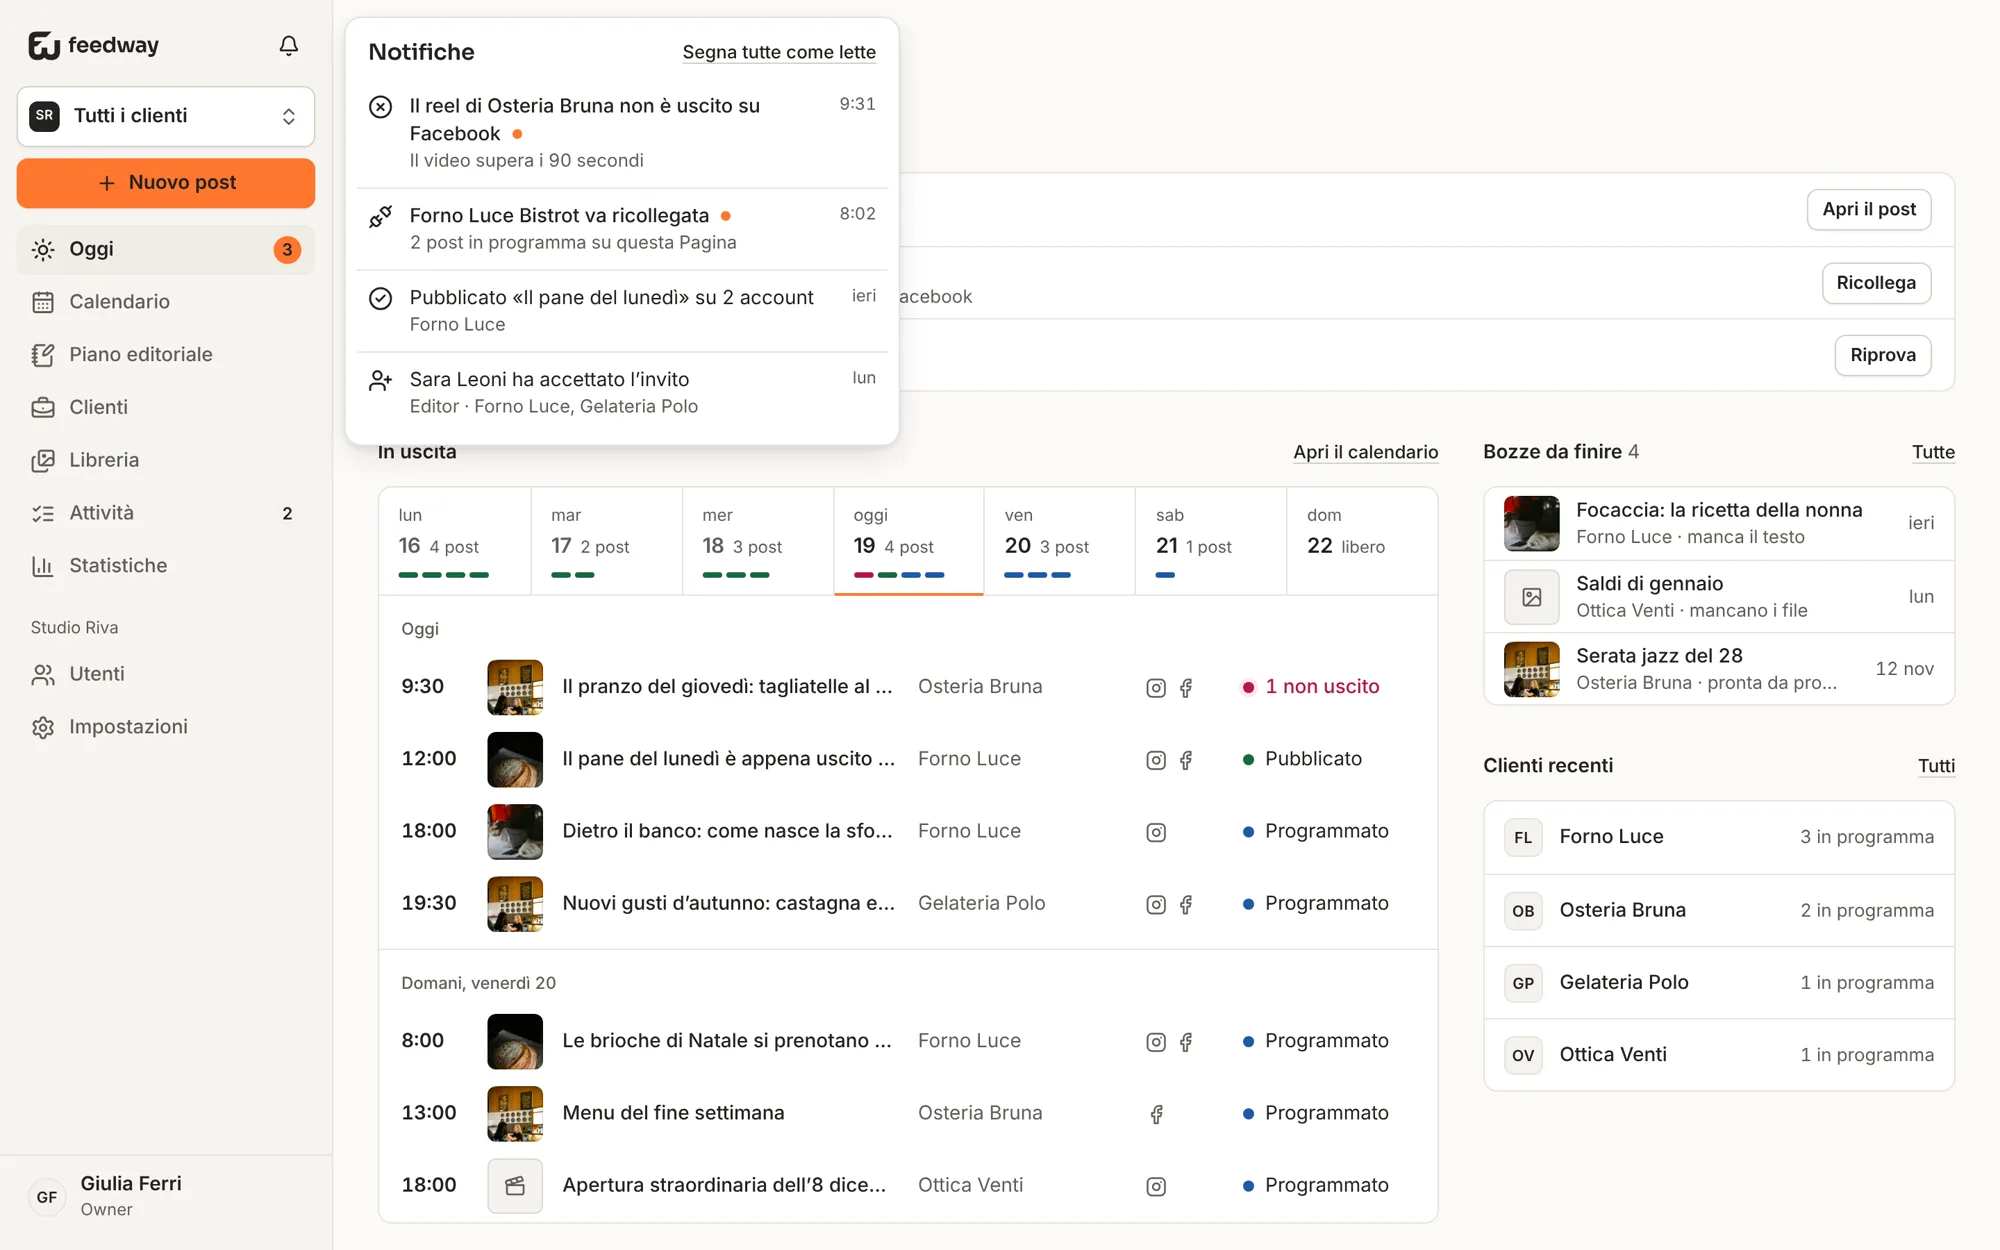 feedway
SR Tutti i clienti
+ Nuovo post
Oggi 3
Calendario
Piano editoriale
Clienti
Libreria
Attività 2
Statistiche
Studio Riva
Utenti
Impostazioni
GF Giulia Ferri
Owner
Notifiche Segna tutte come lette
Il reel di Osteria Bruna non è uscito su 9:31
Facebook
Il video supera i 90 secondi
Forno Luce Bistrot va ricollegata 8:02
2 post in programma su questa Pagina
Pubblicato «Il pane del lunedì» su 2 account ieri
Forno Luce
Sara Leoni ha accettato l’invito lun
Editor · Forno Luce, Gelateria Polo
Apri il post
acebook Ricollega
Riprova
In uscita Apri il calendario
lun
16 4 post
mar
17 2 post
mer
18 3 post
oggi
19 4 post
ven
20 3 post
sab
21 1 post
dom
22 libero
Oggi
9:30 Il pranzo del giovedì: tagliatelle al ... Osteria Bruna 1 non uscito
12:00 Il pane del lunedì è appena uscito ... Forno Luce Pubblicato
18:00 Dietro il banco: come nasce la sfo... Forno Luce Programmato
19:30 Nuovi gusti d’autunno: castagna e... Gelateria Polo Programmato
Domani, venerdì 20
8:00 Le brioche di Natale si prenotano ... Forno Luce Programmato
13:00 Menu del fine settimana Osteria Bruna Programmato
18:00 Apertura straordinaria dell’8 dice... Ottica Venti Programmato
Bozze da finire 4 Tutte
Focaccia: la ricetta della nonna ieri
Forno Luce · manca il testo
Saldi di gennaio lun
Ottica Venti · mancano i file
Serata jazz del 28 12 nov
Osteria Bruna · pronta da pro...
Clienti recenti Tutti
FL Forno Luce 3 in programma
OB Osteria Bruna 2 in programma
GP Gelateria Polo 1 in programma
OV Ottica Venti 1 in programma